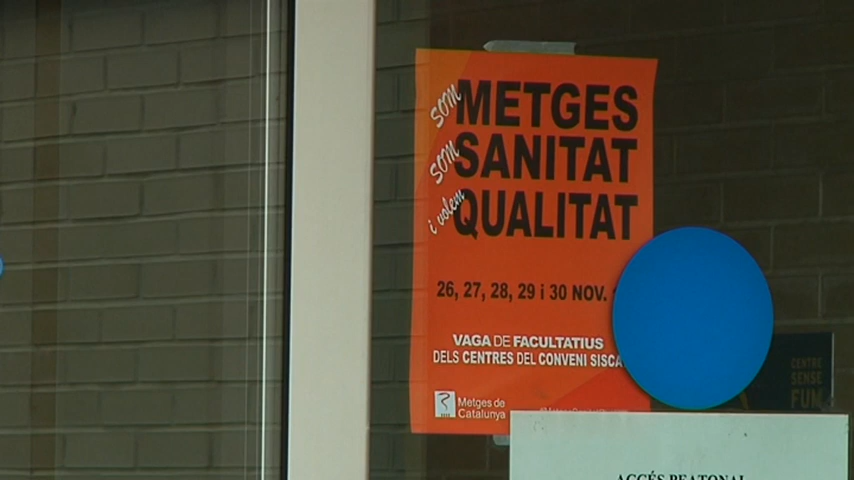 som METGES
som SANITAT
i volem QUALITAT
26, 27, 28, 29 i 30 NOV.
VAGA DE FACULTATIUS
DELS CENTRES DEL CONVENI SISCA
Metges de
Catalunya
CENTRE
SENSE
FUM
ACCÉS PEATONAL